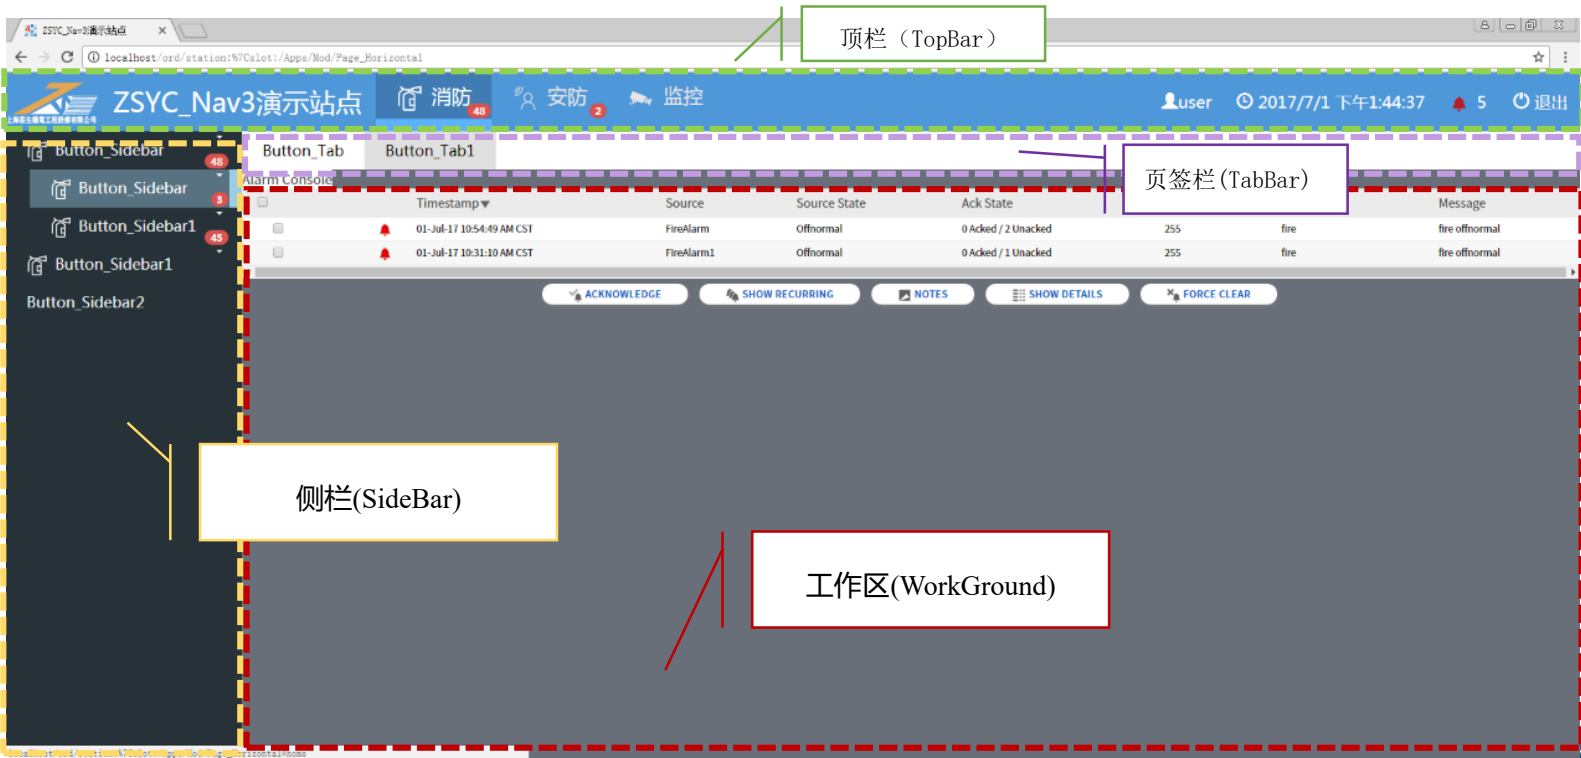 ZSYC_Nav3演示站点
顶栏（TopBar）
localhost/ord/station:%7Cslot:/Apps/Mod/Page_Horizontal
ZSYC_Nav3演示站点
消防
48
安防
2
监控
user
2017/7/1 下午1:44:37
5
退出
Button_Sidebar
48
Button_Sidebar
3
Button_Sidebar1
45
Button_Sidebar1
Button_Sidebar2
Button_Tab
Button_Tab1
页签栏(TabBar)
Alarm Console
Timestamp▼ Source Source State Ack State Message
01-Jul-17 10:54:49 AM CST FireAlarm Offnormal 0 Acked / 2 Unacked 255 fire fire offnormal
01-Jul-17 10:31:10 AM CST FireAlarm1 Offnormal 0 Acked / 1 Unacked 255 fire fire offnormal
ACKNOWLEDGE
SHOW RECURRING
NOTES
SHOW DETAILS
FORCE CLEAR
侧栏(SideBar)
工作区(WorkGround)